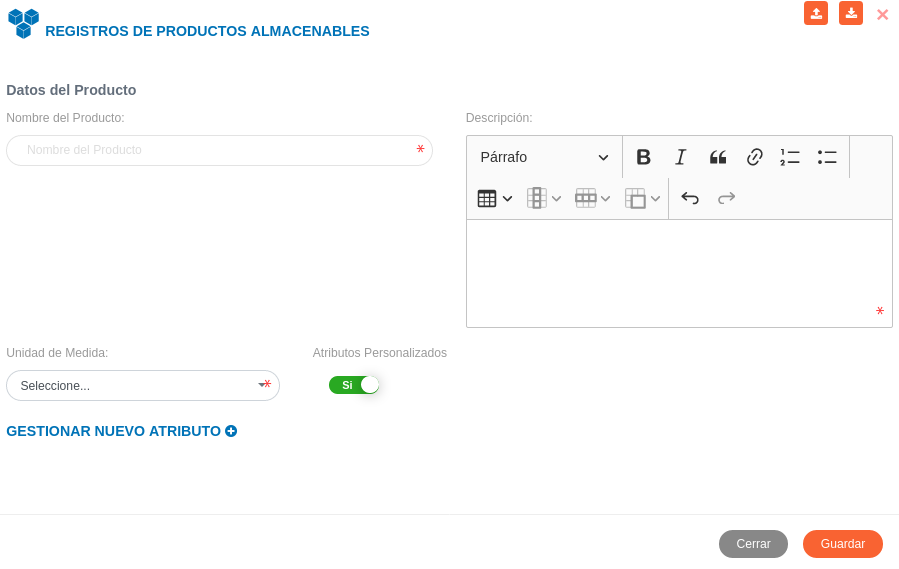 REGISTROS DE PRODUCTOS ALMACENABLES
Datos del Producto
Nombre del Producto:
Nombre del Producto *
Descripción:
Párrafo
*
Unidad de Medida:
Seleccione... *
Atributos Personalizados
Si
GESTIONAR NUEVO ATRIBUTO
Cerrar
Guardar